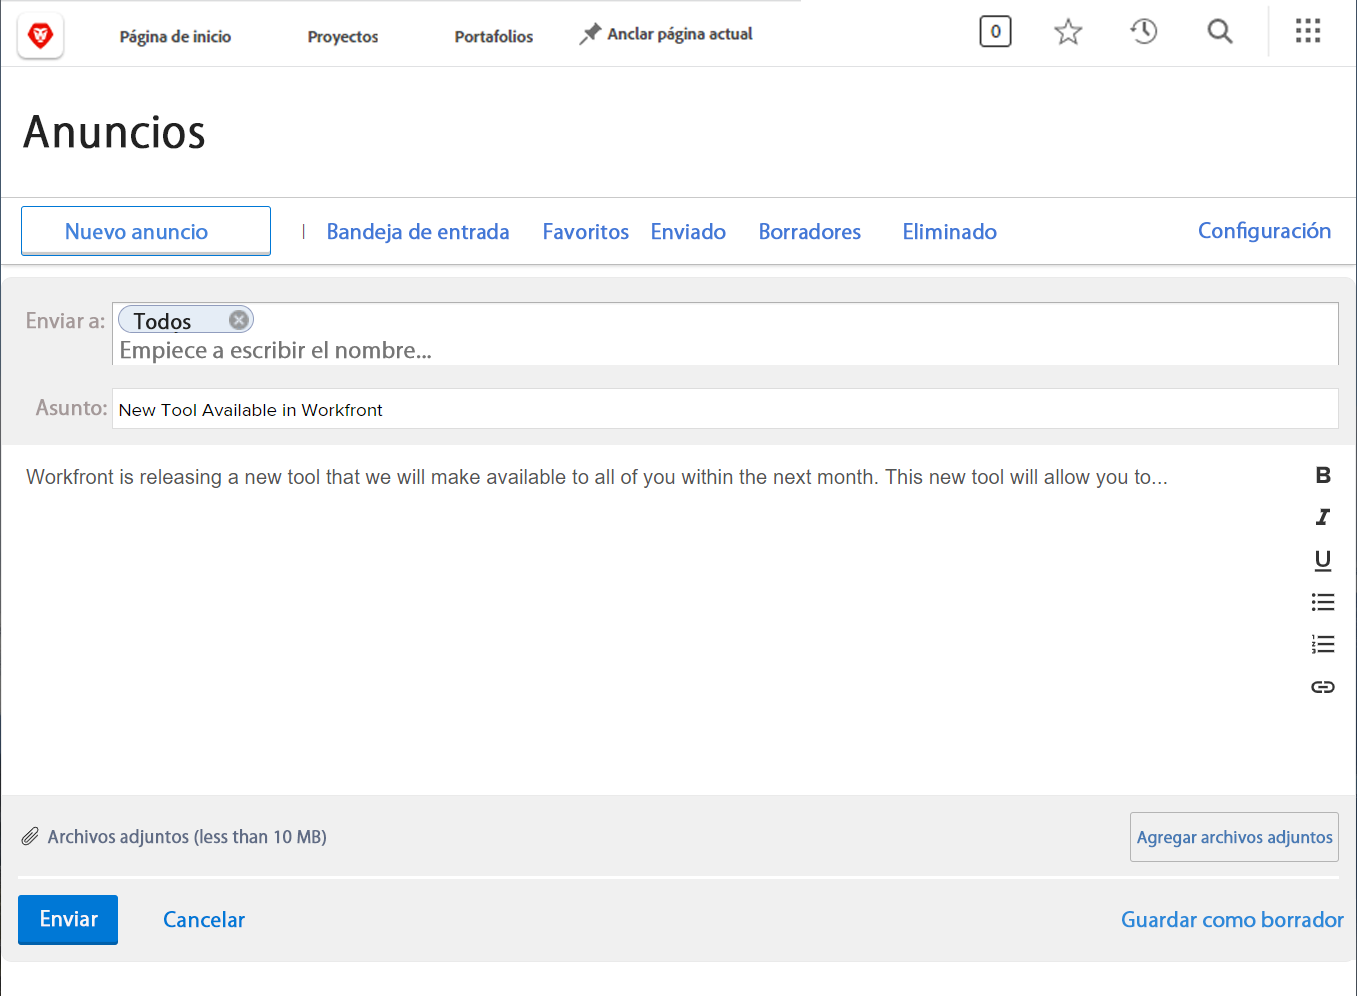 Página de inicio Proyectos Portafolios Anclar página actual 0
Anuncios
Nuevo anuncio | Bandeja de entrada Favoritos Enviado Borradores Eliminado Configuración
Enviar a: Todos
Empiece a escribir el nombre...
Asunto: New Tool Available in Workfront
Workfront is releasing a new tool that we will make available to all of you within the next month. This new tool will allow you to...
B
I
U
Archivos adjuntos (less than 10 MB) Agregar archivos adjuntos
Enviar Cancelar Guardar como borrador